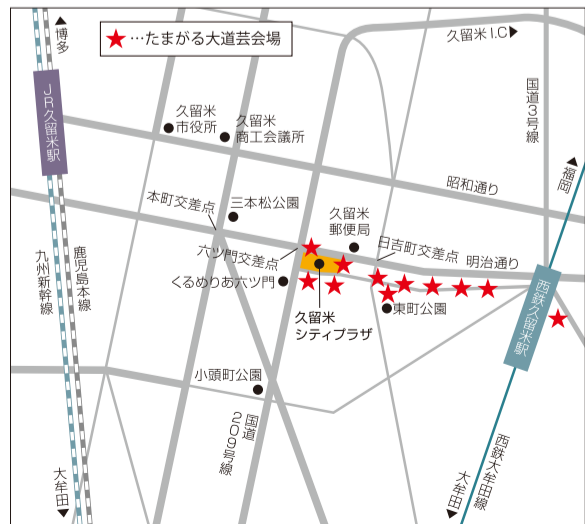 ★…たまがる大道芸会場
▲博多
JR久留米駅
久留米I.C▶
国道3号線
久留米
市役所
久留米
商工会議所
▲福岡
昭和通り
本町交差点
三本松公園
久留米
郵便局
六ツ門交差点
日吉町交差点
明治通り
九州新幹線
鹿児島本線
くるめりあ六ツ門
久留米
シティプラザ
東町公園
西鉄久留米駅
小頭町公園
国道209号線
西鉄大牟田線
大牟田▼
大牟田▼